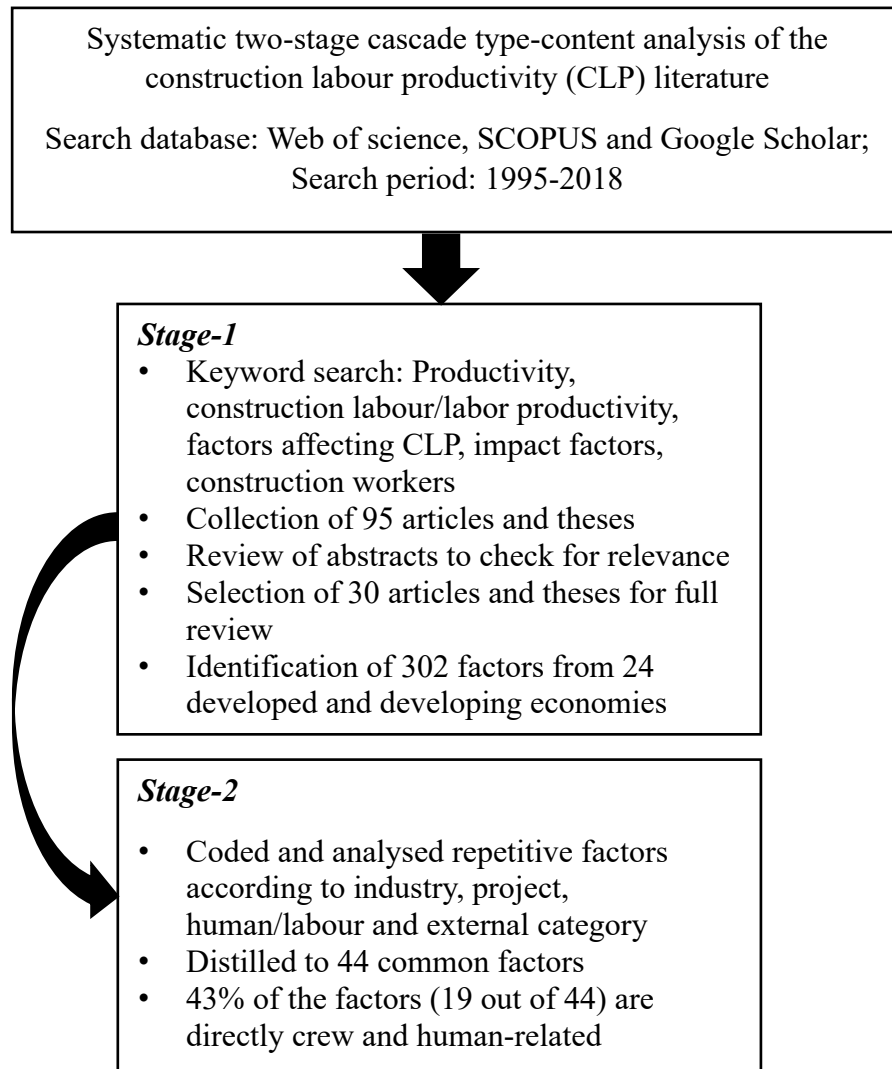 Systematic two-stage cascade type-content analysis of the
construction labour productivity (CLP) literature
Search database: Web of science, SCOPUS and Google Scholar;
Search period: 1995-2018
Stage-1
• Keyword search: Productivity,
construction labour/labor productivity,
factors affecting CLP, impact factors,
construction workers
• Collection of 95 articles and theses
• Review of abstracts to check for relevance
• Selection of 30 articles and theses for full
review
• Identification of 302 factors from 24
developed and developing economies
Stage-2
• Coded and analysed repetitive factors
according to industry, project,
human/labour and external category
• Distilled to 44 common factors
• 43% of the factors (19 out of 44) are
directly crew and human-related